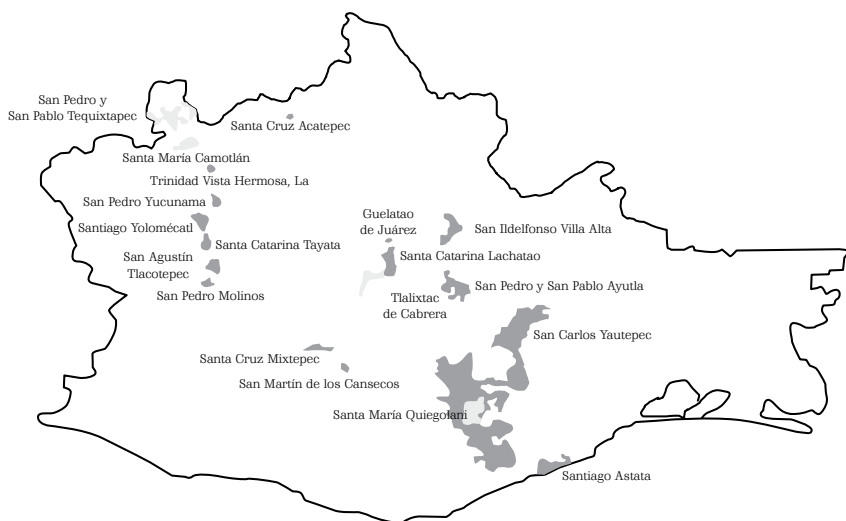 San Pedro y
San Pablo Tequixtapec
Santa Cruz Acatepec
Santa María Camotlán
Trinidad Vista Hermosa, La
San Pedro Yucunama
Guelatao
de Juárez
Santiago Yolomécatl
San Ildelfonso Villa Alta
Santa Catarina Tayata
San Agustín
Tlacotepec
Santa Catarina Lachatao
San Pedro Molinos
Tlalixtac
de Cabrera
San Pedro y San Pablo Ayutla
San Carlos Yautepec
Santa Cruz Mixtepec
San Martín de los Cansecos
Santa María Quiegolani
Santiago Astata